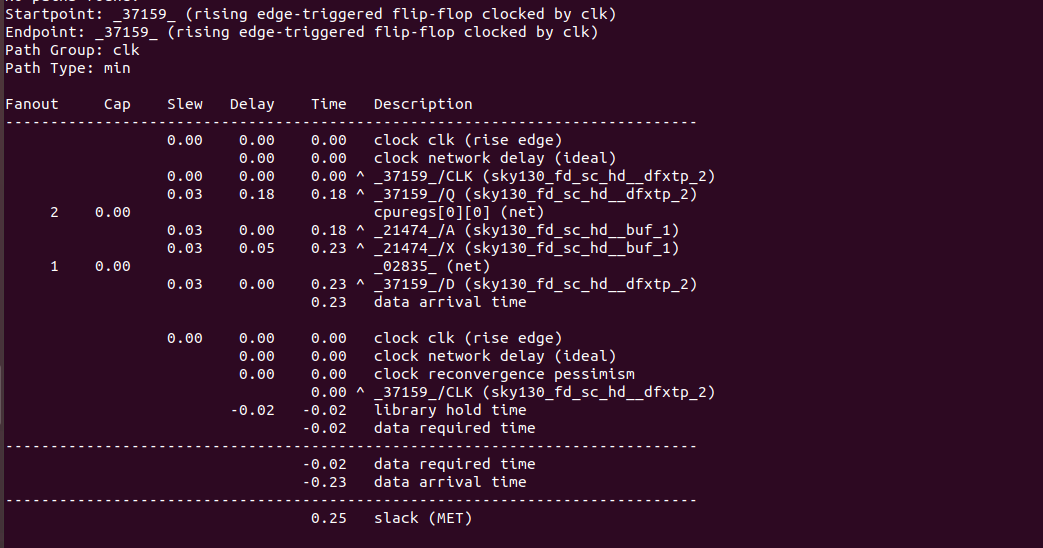 Startpoint: _37159_ (rising edge-triggered flip-flop clocked by clk)
Endpoint: _37159_ (rising edge-triggered flip-flop clocked by clk)
Path Group: clk
Path Type: min
Fanout     Cap    Slew   Delay    Time   Description
-----------------------------------------------------------------------------
                  0.00    0.00    0.00   clock clk (rise edge)
                          0.00    0.00   clock network delay (ideal)
                  0.00    0.00    0.00 ^ _37159_/CLK (sky130_fd_sc_hd__dfxtp_2)
                  0.03    0.18    0.18 ^ _37159_/Q (sky130_fd_sc_hd__dfxtp_2)
     2    0.00                           cpuregs[0][0] (net)
                  0.03    0.00    0.18 ^ _21474_/A (sky130_fd_sc_hd__buf_1)
                  0.03    0.05    0.23 ^ _21474_/X (sky130_fd_sc_hd__buf_1)
     1    0.00                           _02835_ (net)
                  0.03    0.00    0.23 ^ _37159_/D (sky130_fd_sc_hd__dfxtp_2)
                                  0.23   data arrival time
                  0.00    0.00    0.00   clock clk (rise edge)
                          0.00    0.00   clock network delay (ideal)
                          0.00    0.00   clock reconvergence pessimism
                                  0.00 ^ _37159_/CLK (sky130_fd_sc_hd__dfxtp_2)
                         -0.02   -0.02   library hold time
                                 -0.02   data required time
-----------------------------------------------------------------------------
                                 -0.02   data required time
                                 -0.23   data arrival time
-----------------------------------------------------------------------------
                                  0.25   slack (MET)